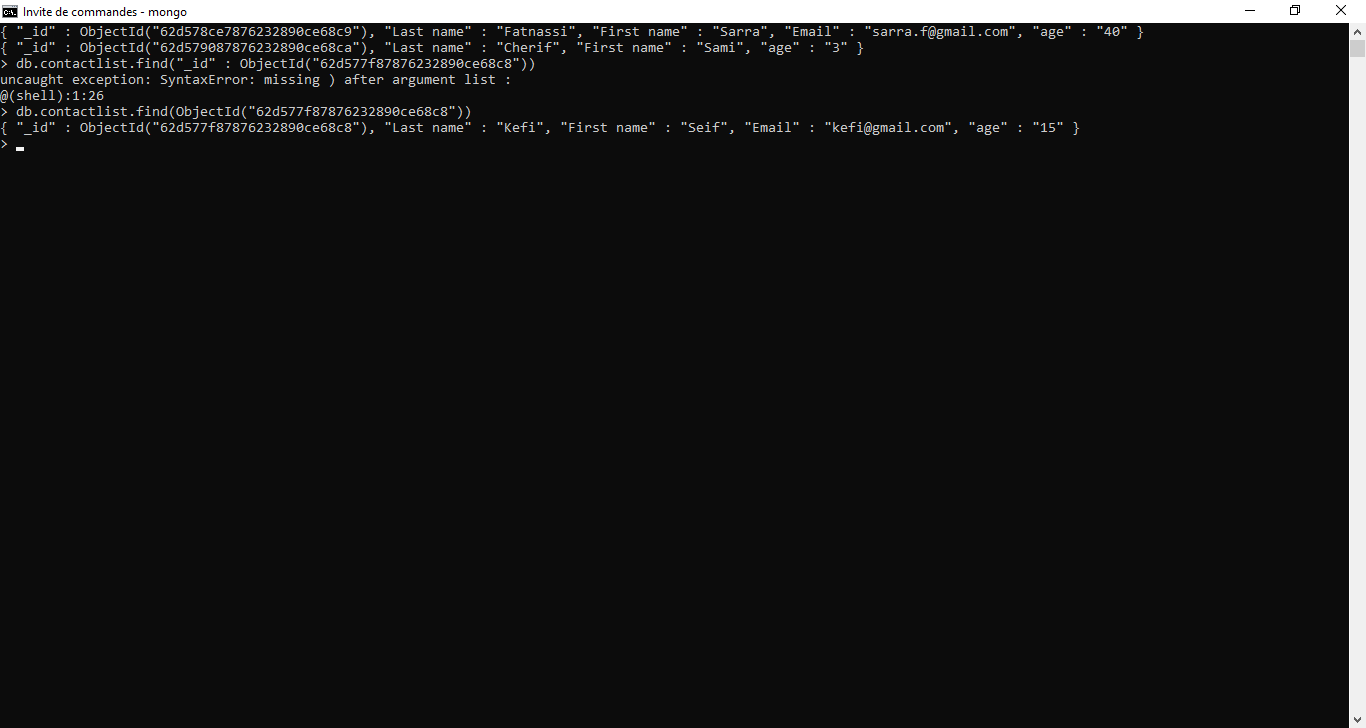 Invite de commandes - mongo
{ "_id" : ObjectId("62d578ce7876232890ce68c9"), "Last name" : "Fatnassi", "First name" : "Sarra", "Email" : "sarra.f@gmail.com", "age" : "40" }
{ "_id" : ObjectId("62d579087876232890ce68ca"), "Last name" : "Cherif", "First name" : "Sami", "age" : "3" }
> db.contactlist.find("_id" : ObjectId("62d577f87876232890ce68c8"))
uncaught exception: SyntaxError: missing ) after argument list :
@(shell):1:26
> db.contactlist.find(ObjectId("62d577f87876232890ce68c8"))
{ "_id" : ObjectId("62d577f87876232890ce68c8"), "Last name" : "Kefi", "First name" : "Seif", "Email" : "kefi@gmail.com", "age" : "15" }
>